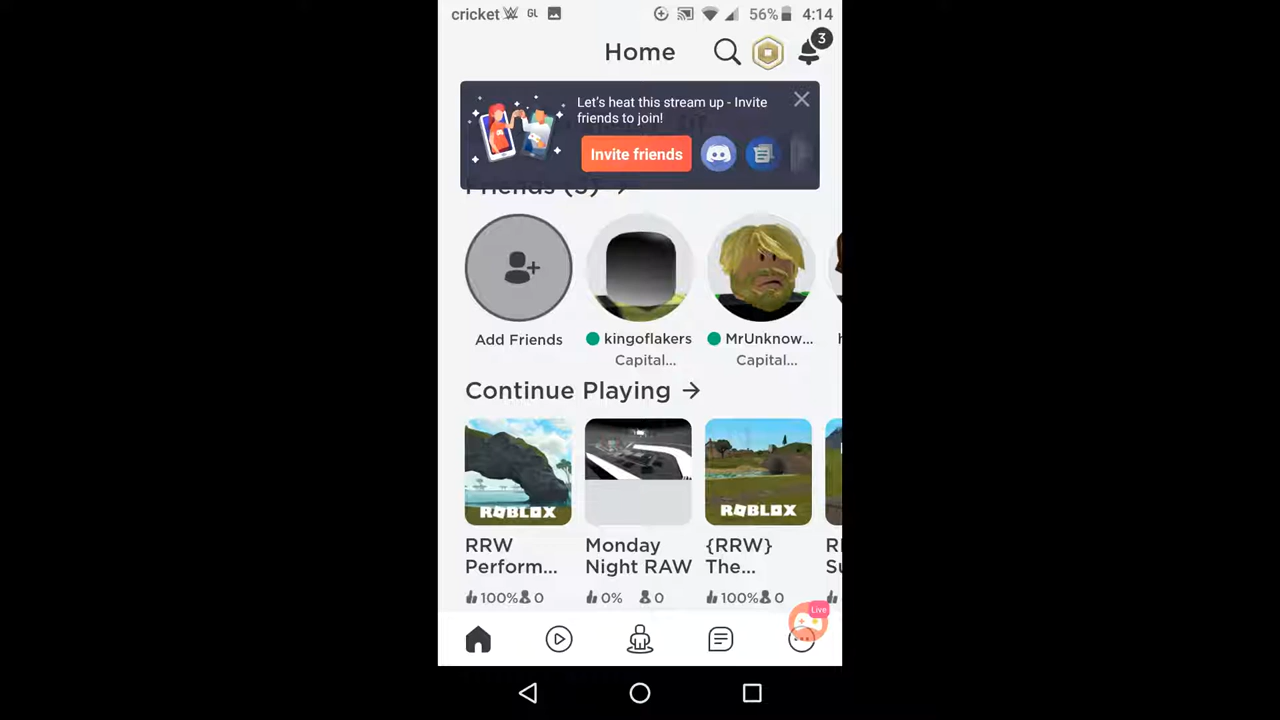 cricket GL 56% 4:14
Home
3
Let's heat this stream up - Invite
friends to join!
Invite friends
Add Friends
kingoflakers
MrUnknow...
Capital...
Capital...
Continue Playing →
ROBLOX
ROBLOX
RRW
Perform...
Monday
Night RAW
{RRW}
The...
100% 0
0% 0
100% 0
Live